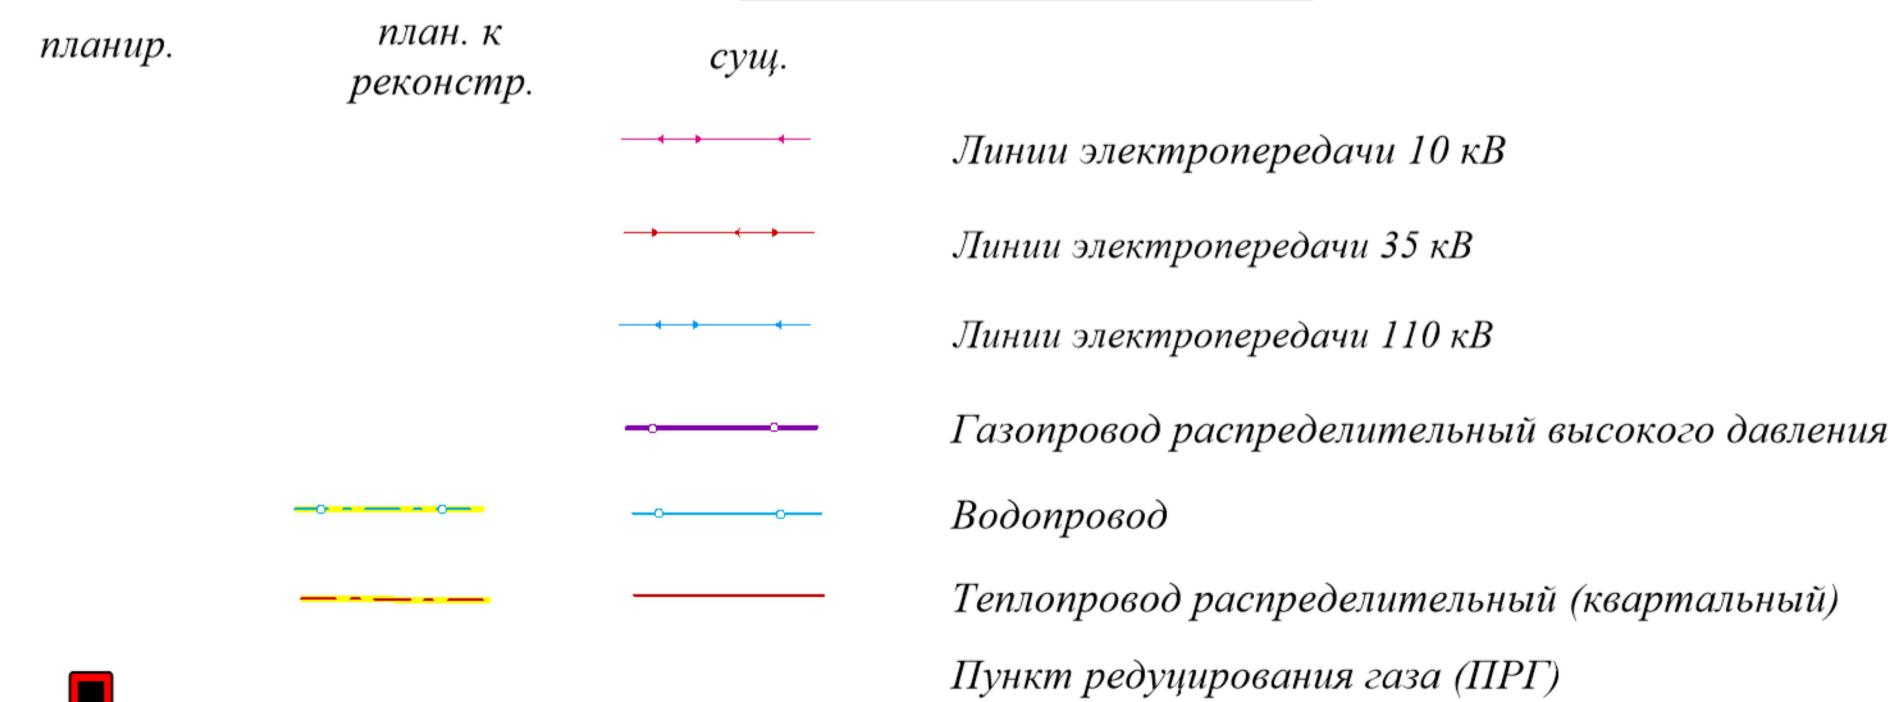 планир.
план. к
реконстр.
сущ.
Линии электропередачи 10 кВ
Линии электропередачи 35 кВ
Линии электропередачи 110 кВ
Газопровод распределительный высокого давления
Водопровод
Теплопровод распределительный (квартальный)
Пункт редуцирования газа (ПРГ)